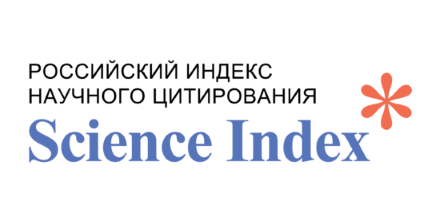 РОССИЙСКИЙ ИНДЕКС
НАУЧНОГО ЦИТИРОВАНИЯ
Science Index